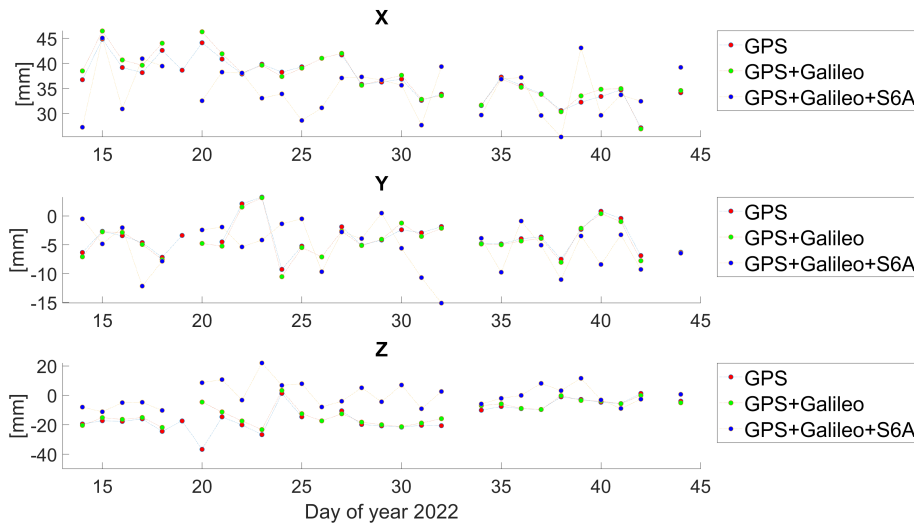 X
45
40
35
30
[mm]
15 20 25 30 35 40 45
GPS
GPS+Galileo
GPS+Galileo+S6A
Y
0
-5
-10
-15
[mm]
15 20 25 30 35 40 45
GPS
GPS+Galileo
GPS+Galileo+S6A
Z
20
0
-20
-40
[mm]
15 20 25 30 35 40 45
Day of year 2022
GPS
GPS+Galileo
GPS+Galileo+S6A